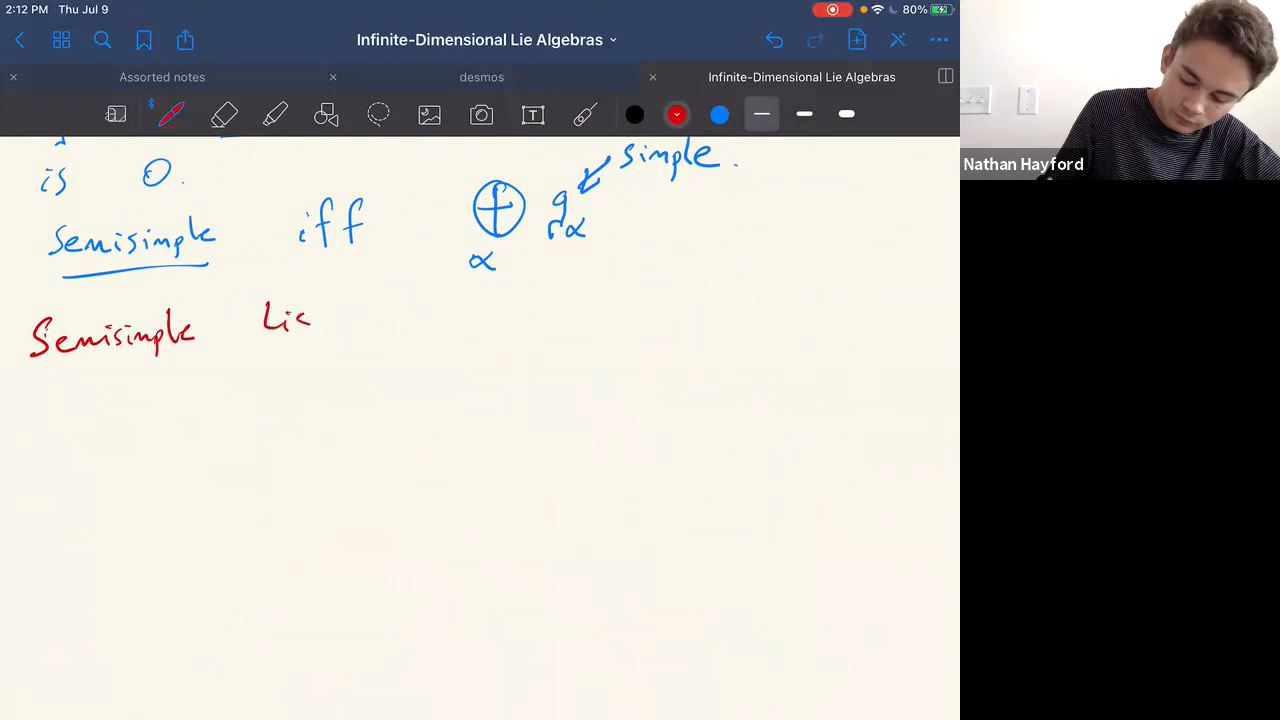 2:12 PM Thu Jul 9
80%
Infinite-Dimensional Lie Algebras
Assorted notes
desmos
Infinite-Dimensional Lie Algebras
Nathan Hayford
simple.
is 0.
Semisimple iff ⊕ g α
α
Semisimple Lie